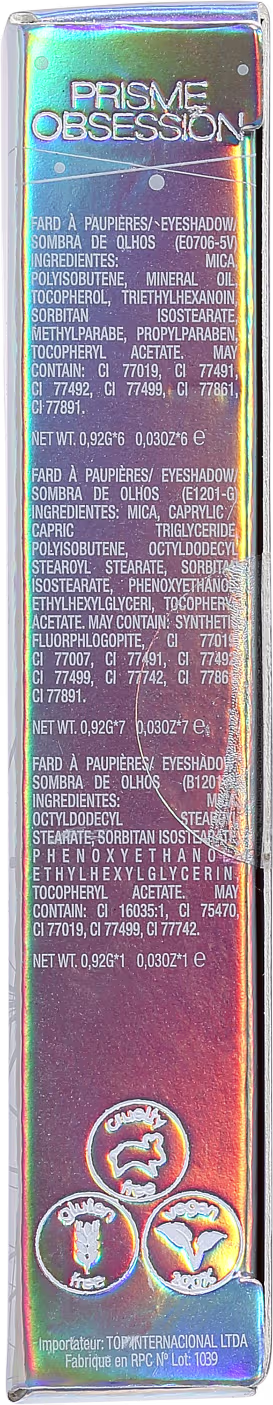 PRISME
OBSESSION
FARD À PAUPIÈRES/ EYESHADOW/
SOMBRA DE OLHOS (E0706-5V)
INGREDIENTES: MICA,
POLYISOBUTENE, MINERAL OIL,
TOCOPHEROL, TRIETHYLHEXANOIN,
SORBITAN ISOSTEARATE,
METHYLPARABE, PROPYLPARABEN,
TOCOPHERYL ACETATE. MAY
CONTAIN: CI 77019, CI 77491,
CI 77492, CI 77499, CI 77861,
CI 77891.
NET WT. 0,92G*6 0,03OZ*6 ℮
FARD À PAUPIÈRES/ EYESHADOW/
SOMBRA DE OLHOS (E1201-G)
INGREDIENTES: MICA, CAPRYLIC /
CAPRIC TRIGLYCERIDE
POLYISOBUTENE, OCTYLDODECYL
STEAROYL STEARATE, SORBITAN
ISOSTEARATE, PHENOXYETHANOL
ETHYLHEXYLGLYCERI, TOCOPHERYL
ACETATE. MAY CONTAIN: SYNTHETIC
FLUORPHLOGOPITE, CI
CI 77007, CI 77491, CI
CI 77499, CI 77742, CI
CI 77891.
NET WT. 0,92G*7 0,03OZ*7 ℮
FARD À PAUPIÈRES/ EYESHADOW/
SOMBRA DE OLHOS
INGREDIENTES:
OCTYLDODECYL
STEARATE, SORBITAN ISOSTEARATE
PHENOXYETHANOL
ETHYLHEXYLGLYCERIN,
TOCOPHERYL ACETATE. MAY
CONTAIN: CI 16035:1, CI 75470,
CI 77019, CI 77499, CI 77742.
NET WT. 0,92G*1 0,03OZ*1 ℮
cruelty
free
gluten
free
vegan
100%
Importateur: TOP INTERNACIONAL LTDA
Fabrique en RPC Nº Lot: 1039